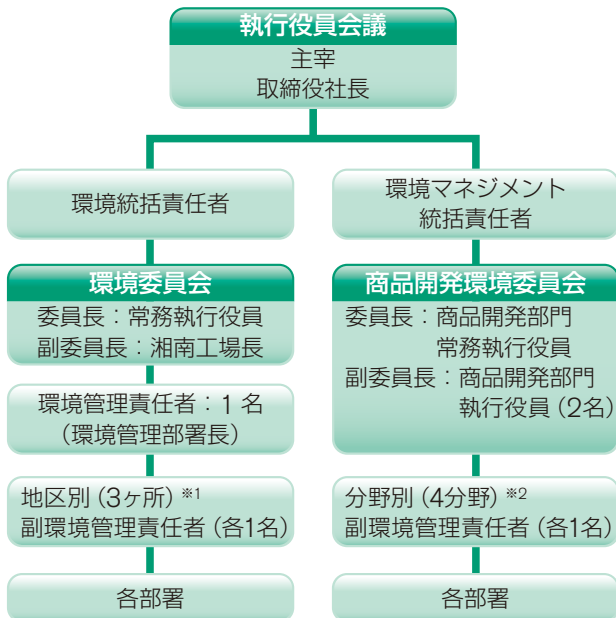 執行役員会議
主宰
取締役社長
環境統括責任者
環境委員会
委員長：常務執行役員
副委員長：湘南工場長
環境管理責任者：1 名
（環境管理部署長）
地区別（3ヶ所）※1
副環境管理責任者（各1名）
各部署
環境マネジメント
統括責任者
商品開発環境委員会
委員長：商品開発部門
常務執行役員
副委員長：商品開発部門
執行役員（2名）
分野別（4分野）※2
副環境管理責任者（各1名）
各部署